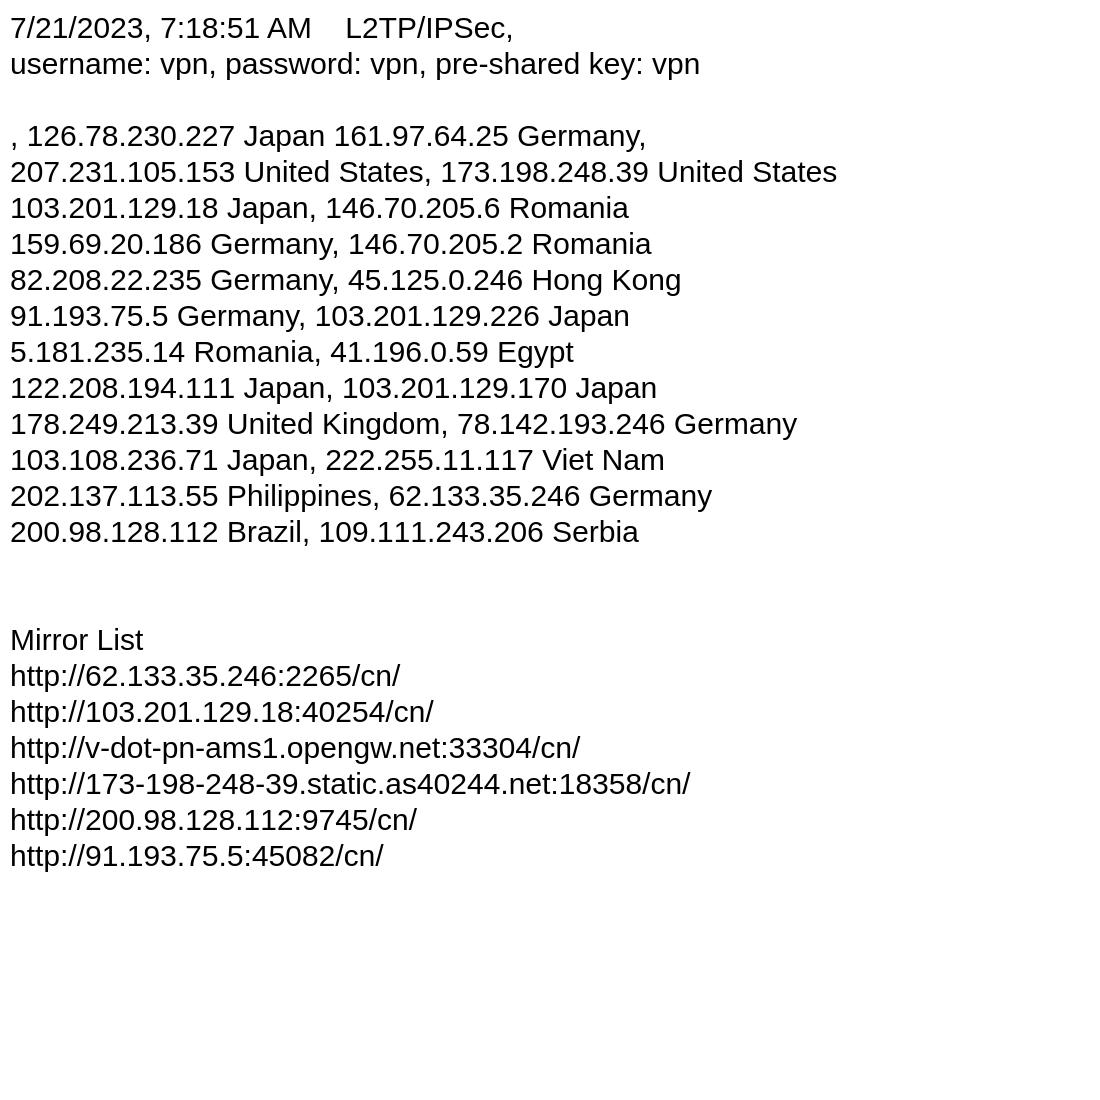 7/21/2023, 7:18:51 AM    L2TP/IPSec,
username: vpn, password: vpn, pre-shared key: vpn
, 126.78.230.227 Japan 161.97.64.25 Germany,
207.231.105.153 United States, 173.198.248.39 United States
103.201.129.18 Japan, 146.70.205.6 Romania
159.69.20.186 Germany, 146.70.205.2 Romania
82.208.22.235 Germany, 45.125.0.246 Hong Kong
91.193.75.5 Germany, 103.201.129.226 Japan
5.181.235.14 Romania, 41.196.0.59 Egypt
122.208.194.111 Japan, 103.201.129.170 Japan
178.249.213.39 United Kingdom, 78.142.193.246 Germany
103.108.236.71 Japan, 222.255.11.117 Viet Nam
202.137.113.55 Philippines, 62.133.35.246 Germany
200.98.128.112 Brazil, 109.111.243.206 Serbia
Mirror List
http://62.133.35.246:2265/cn/
http://103.201.129.18:40254/cn/
http://v-dot-pn-ams1.opengw.net:33304/cn/
http://173-198-248-39.static.as40244.net:18358/cn/
http://200.98.128.112:9745/cn/
http://91.193.75.5:45082/cn/